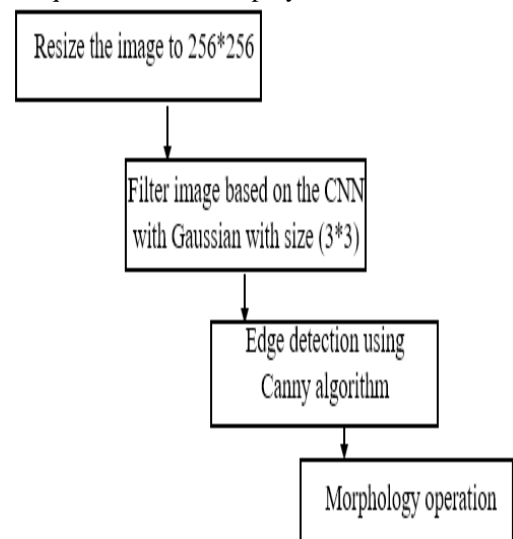 Resize the image to 256*256
Filter image based on the CNN
with Gaussian with size (3*3)
Edge detection using
Canny algorithm
Morphology operation